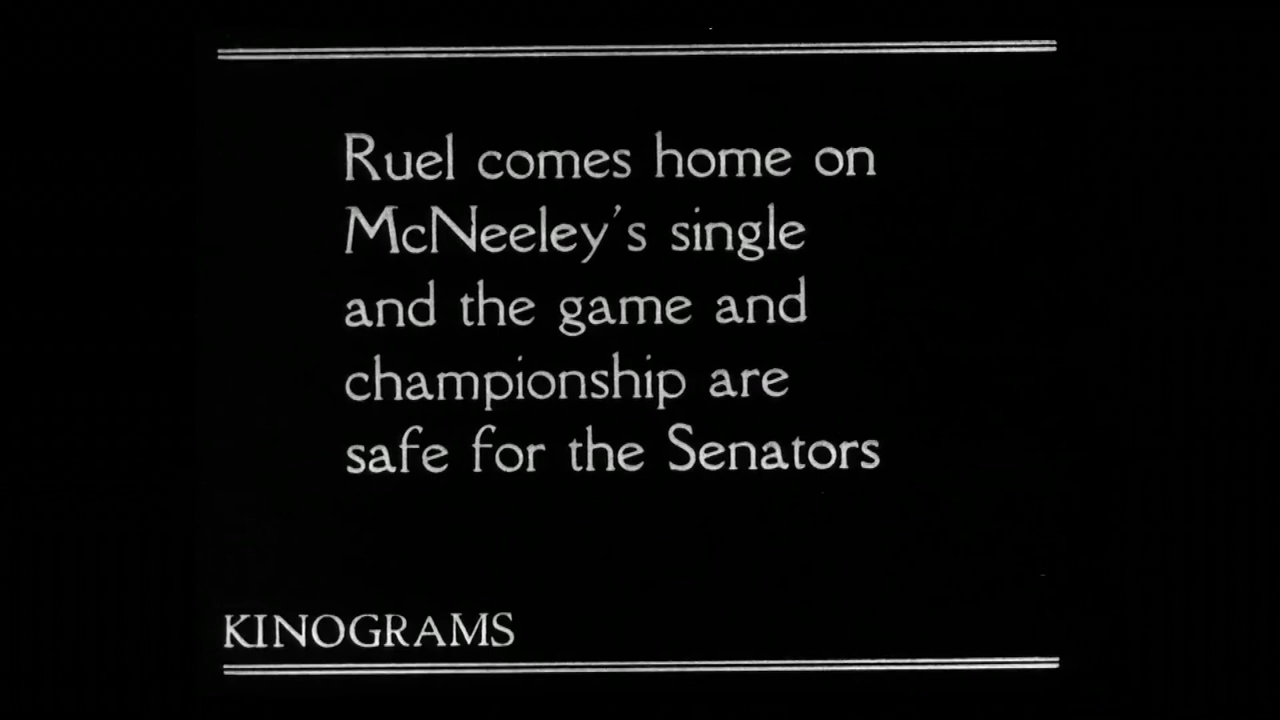 Ruel comes home on
McNeeley's single
and the game and
championship are
safe for the Senators
KINOGRAMS